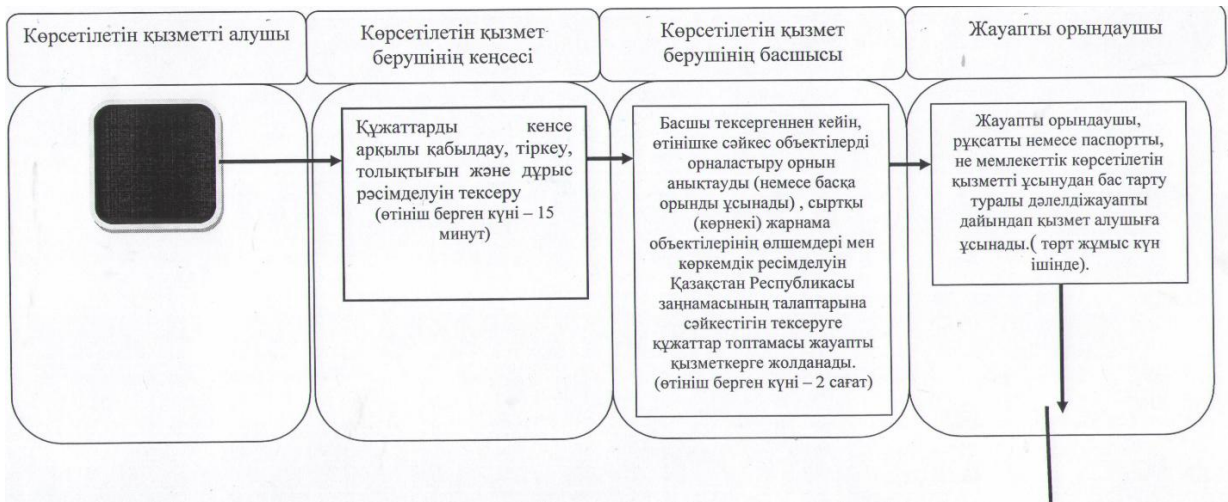 Көрсетілетін қызметті алушы
Көрсетілетін қызмет
берушінің кеңсесі
Көрсетілетін қызмет
берушінің басшысы
Жауапты орындаушы
Құжаттарды кенсе
арқылы қабылдау, тіркеу,
толықтығын және дұрыс
рәсімделуін тексеру
(өтініш берген күні – 15
минут)
Басшы тексергеннен кейін,
өтінішке сәйкес объектілерді
орналастыру орнын
анықтауды (немесе басқа
орынды ұсынады) , сыртқы
(көрнекі) жарнама
объектілерінің өлшемдері мен
көркемдік ресімделуін
Қазақстан Республикасы
заңнамасының талаптарына
сәйкестігін тексеруге
құжаттар топтамасы жауапты
қызметкерге жолданады.
(өтініш берген күні – 2 сағат)
Жауапты орындаушы,
рұқсатты немесе паспортты,
не мемлекеттік көрсетілетін
қызметті ұсынудан бас тарту
туралы дәлелдіжауапты
дайындап қызмет алушыға
ұсынады.( төрт жұмыс күн
ішінде).